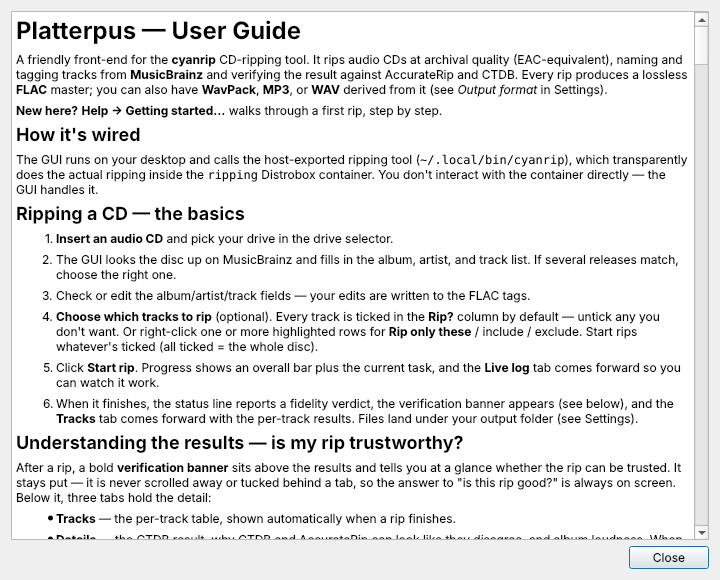 Platterpus — User Guide
A friendly front-end for the cyanrip CD-ripping tool. It rips audio CDs at archival quality (EAC-equivalent), naming and
tagging tracks from MusicBrainz and verifying the result against AccurateRip and CTDB. Every rip produces a lossless
FLAC master; you can also have WavPack, MP3, or WAV derived from it (see Output format in Settings).
New here? Help → Getting started... walks through a first rip, step by step.
How it's wired
The GUI runs on your desktop and calls the host-exported ripping tool (~/.local/bin/cyanrip), which transparently
does the actual ripping inside the ripping Distrobox container. You don't interact with the container directly — the
GUI handles it.
Ripping a CD — the basics
1. Insert an audio CD and pick your drive in the drive selector.
2. The GUI looks the disc up on MusicBrainz and fills in the album, artist, and track list. If several releases match,
choose the right one.
3. Check or edit the album/artist/track fields — your edits are written to the FLAC tags.
4. Choose which tracks to rip (optional). Every track is ticked in the Rip? column by default — untick any you
don't want. Or right-click one or more highlighted rows for Rip only these / include / exclude. Start rips
whatever's ticked (all ticked = the whole disc).
5. Click Start rip. Progress shows an overall bar plus the current task, and the Live log tab comes forward so you
can watch it work.
6. When it finishes, the status line reports a fidelity verdict, the verification banner appears (see below), and the
Tracks tab comes forward with the per-track results. Files land under your output folder (see Settings).
Understanding the results — is my rip trustworthy?
After a rip, a bold verification banner sits above the results and tells you at a glance whether the rip can be trusted. It
stays put — it is never scrolled away or tucked behind a tab, so the answer to "is this rip good?" is always on screen.
Below it, three tabs hold the detail:
• Tracks — the per-track table, shown automatically when a rip finishes.
• Details — the CTDB result, why CTDB and AccurateRip can look like they disagree, and album loudness. When
Close